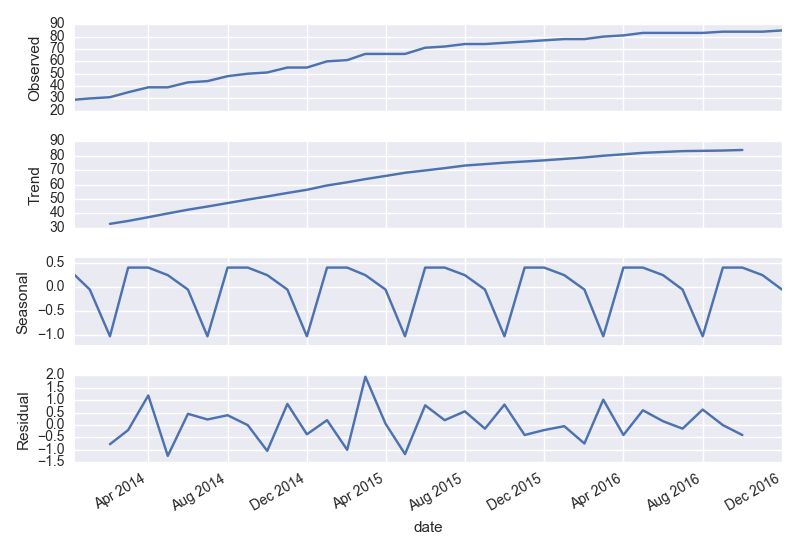 90
80
70
60
50
40
30
20
Observed
90
80
70
60
50
40
30
Trend
0.5
0.0
−0.5
−1.0
Seasonal
2.0
1.5
1.0
0.5
0.0
−0.5
−1.0
−1.5
Residual
Apr 2014
Aug 2014
Dec 2014
Apr 2015
Aug 2015
Dec 2015
Apr 2016
Aug 2016
Dec 2016
date